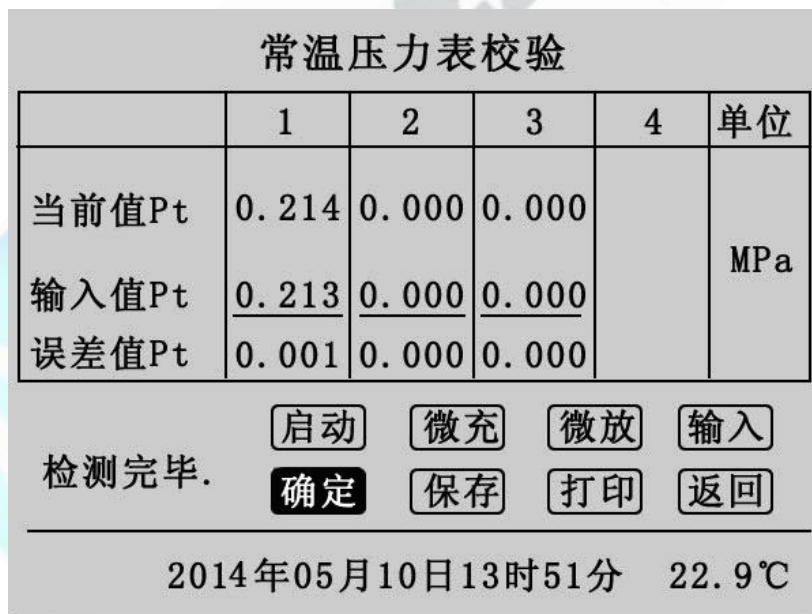 常温压力表校验
1 2 3 4 单位
当前值Pt 0.214 0.000 0.000
MPa
输入值Pt 0.213 0.000 0.000
误差值Pt 0.001 0.000 0.000
启动 微充 微放 输入
检测完毕.
确定 保存 打印 返回
2014年05月10日13时51分 22.9℃